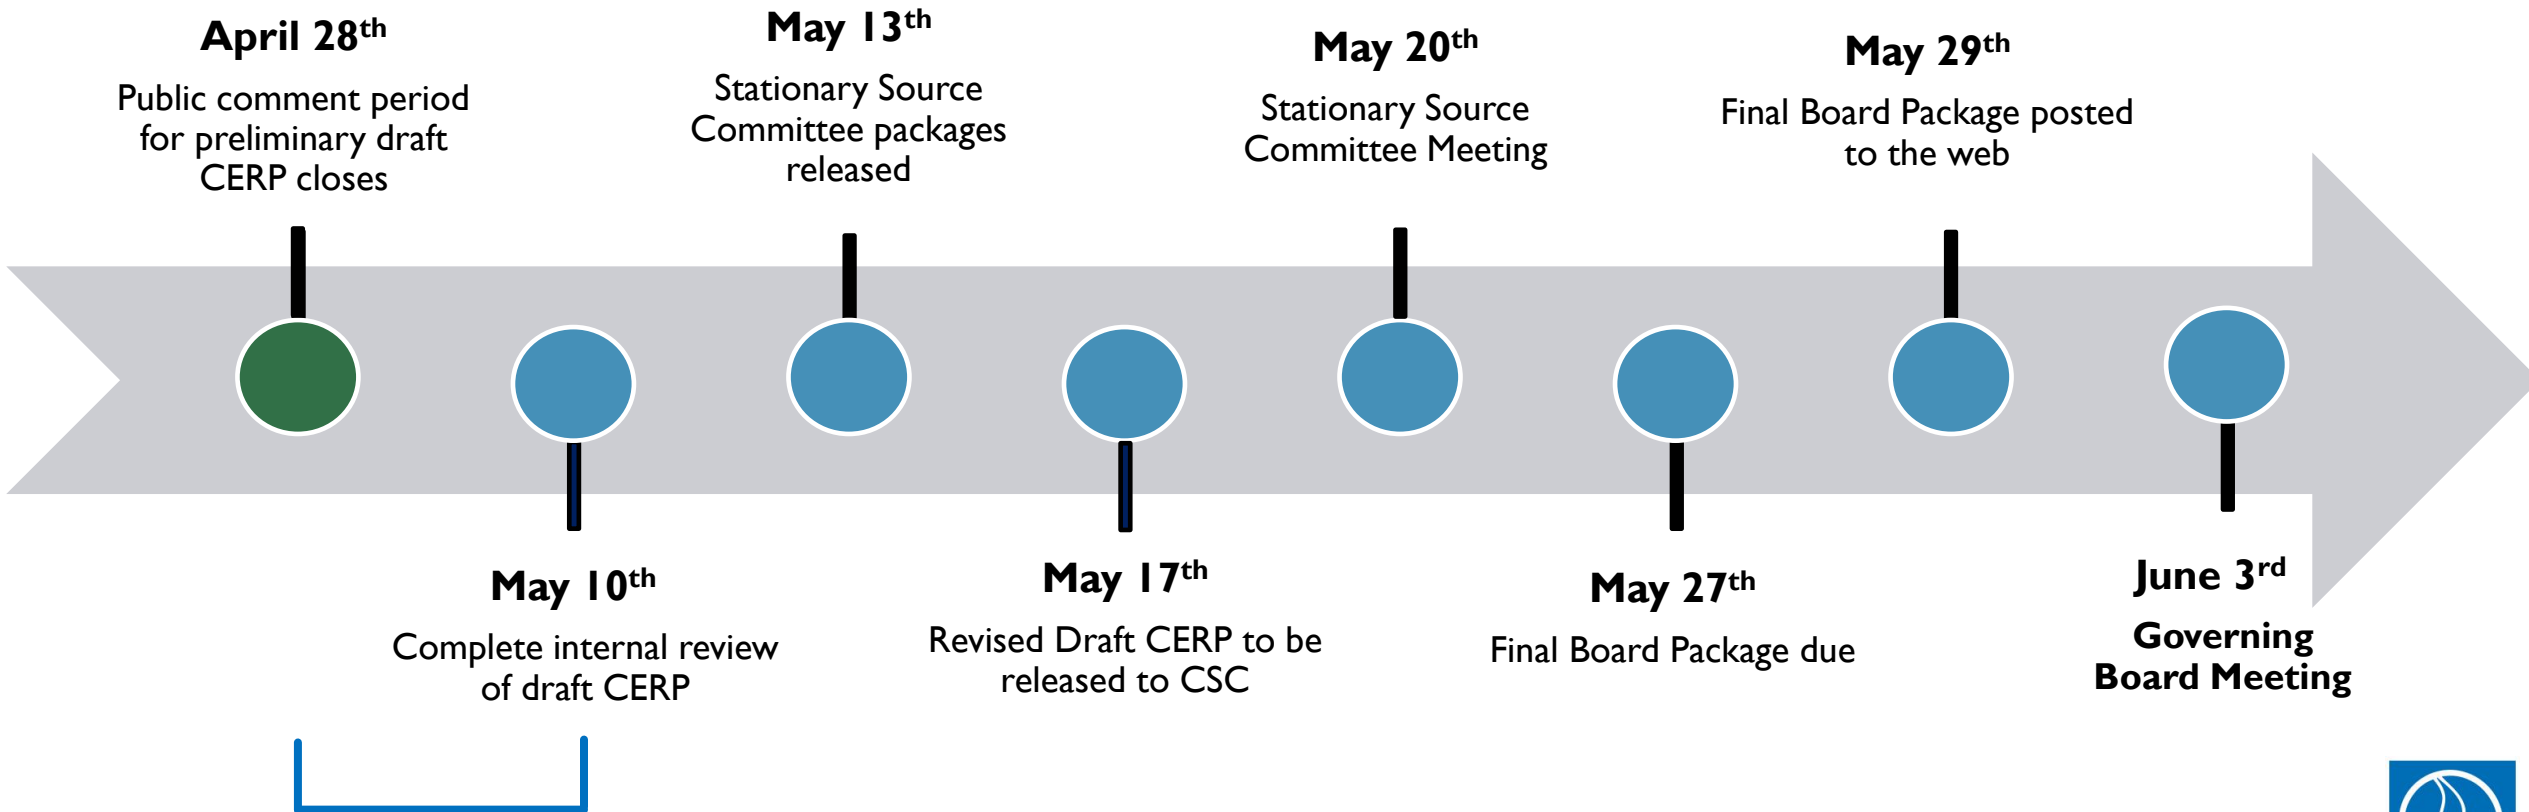 April 28th
Public comment period
for preliminary draft
CERP closes
May 10th
Complete internal review
of draft CERP
May 13th
Stationary Source
Committee packages
released
May 17th
Revised Draft CERP to be
released to CSC
May 20th
Stationary Source
Committee Meeting
May 27th
Final Board Package due
May 29th
Final Board Package posted
to the web
June 3rd
Governing
Board Meeting